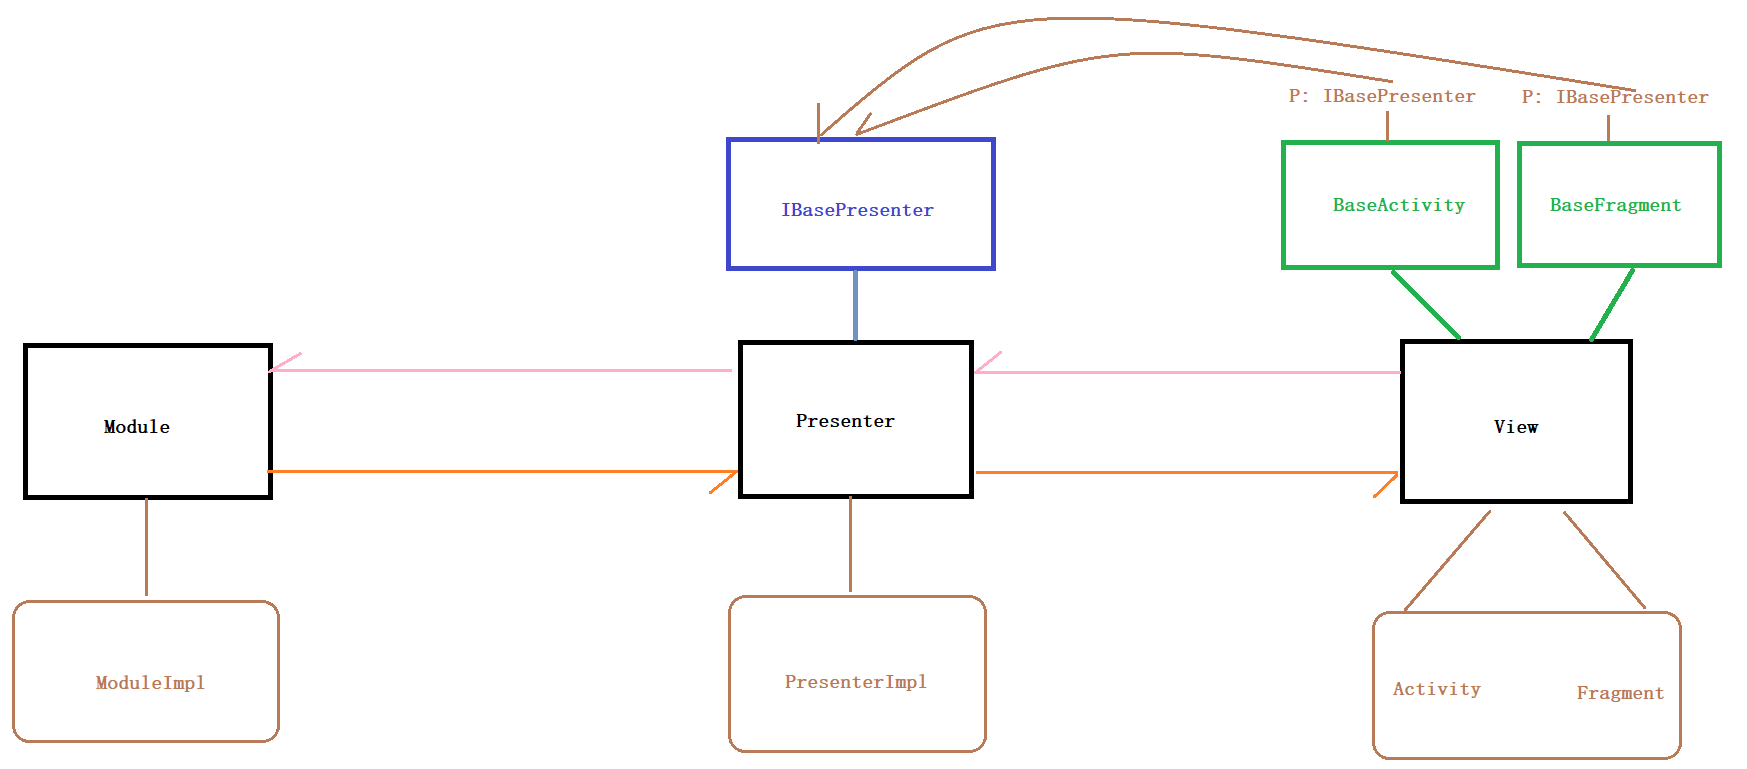 P: IBasePresenter
P: IBasePresenter
IBasePresenter
BaseActivity
BaseFragment
Module
Presenter
View
ModuleImpl
PresenterImpl
Activity
Fragment